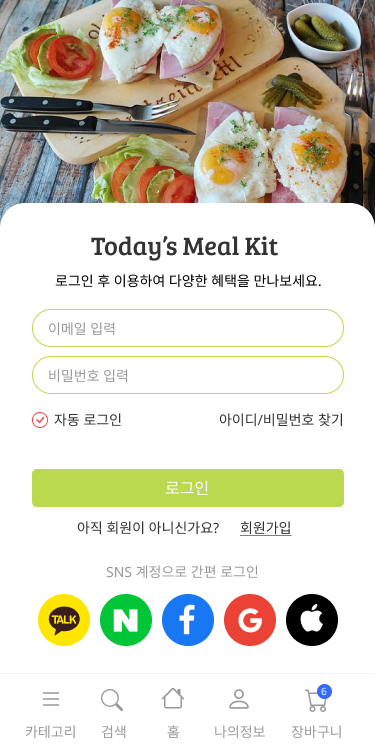 Today's Meal Kit
로그인 후 이용하여 다양한 혜택을 만나보세요.
이메일 입력
비밀번호 입력
자동 로그인 아이디/비밀번호 찾기
로그인
아직 회원이 아니신가요? 회원가입
SNS 계정으로 간편 로그인
TALK N f G
6
카테고리 검색 홈 나의정보 장바구니